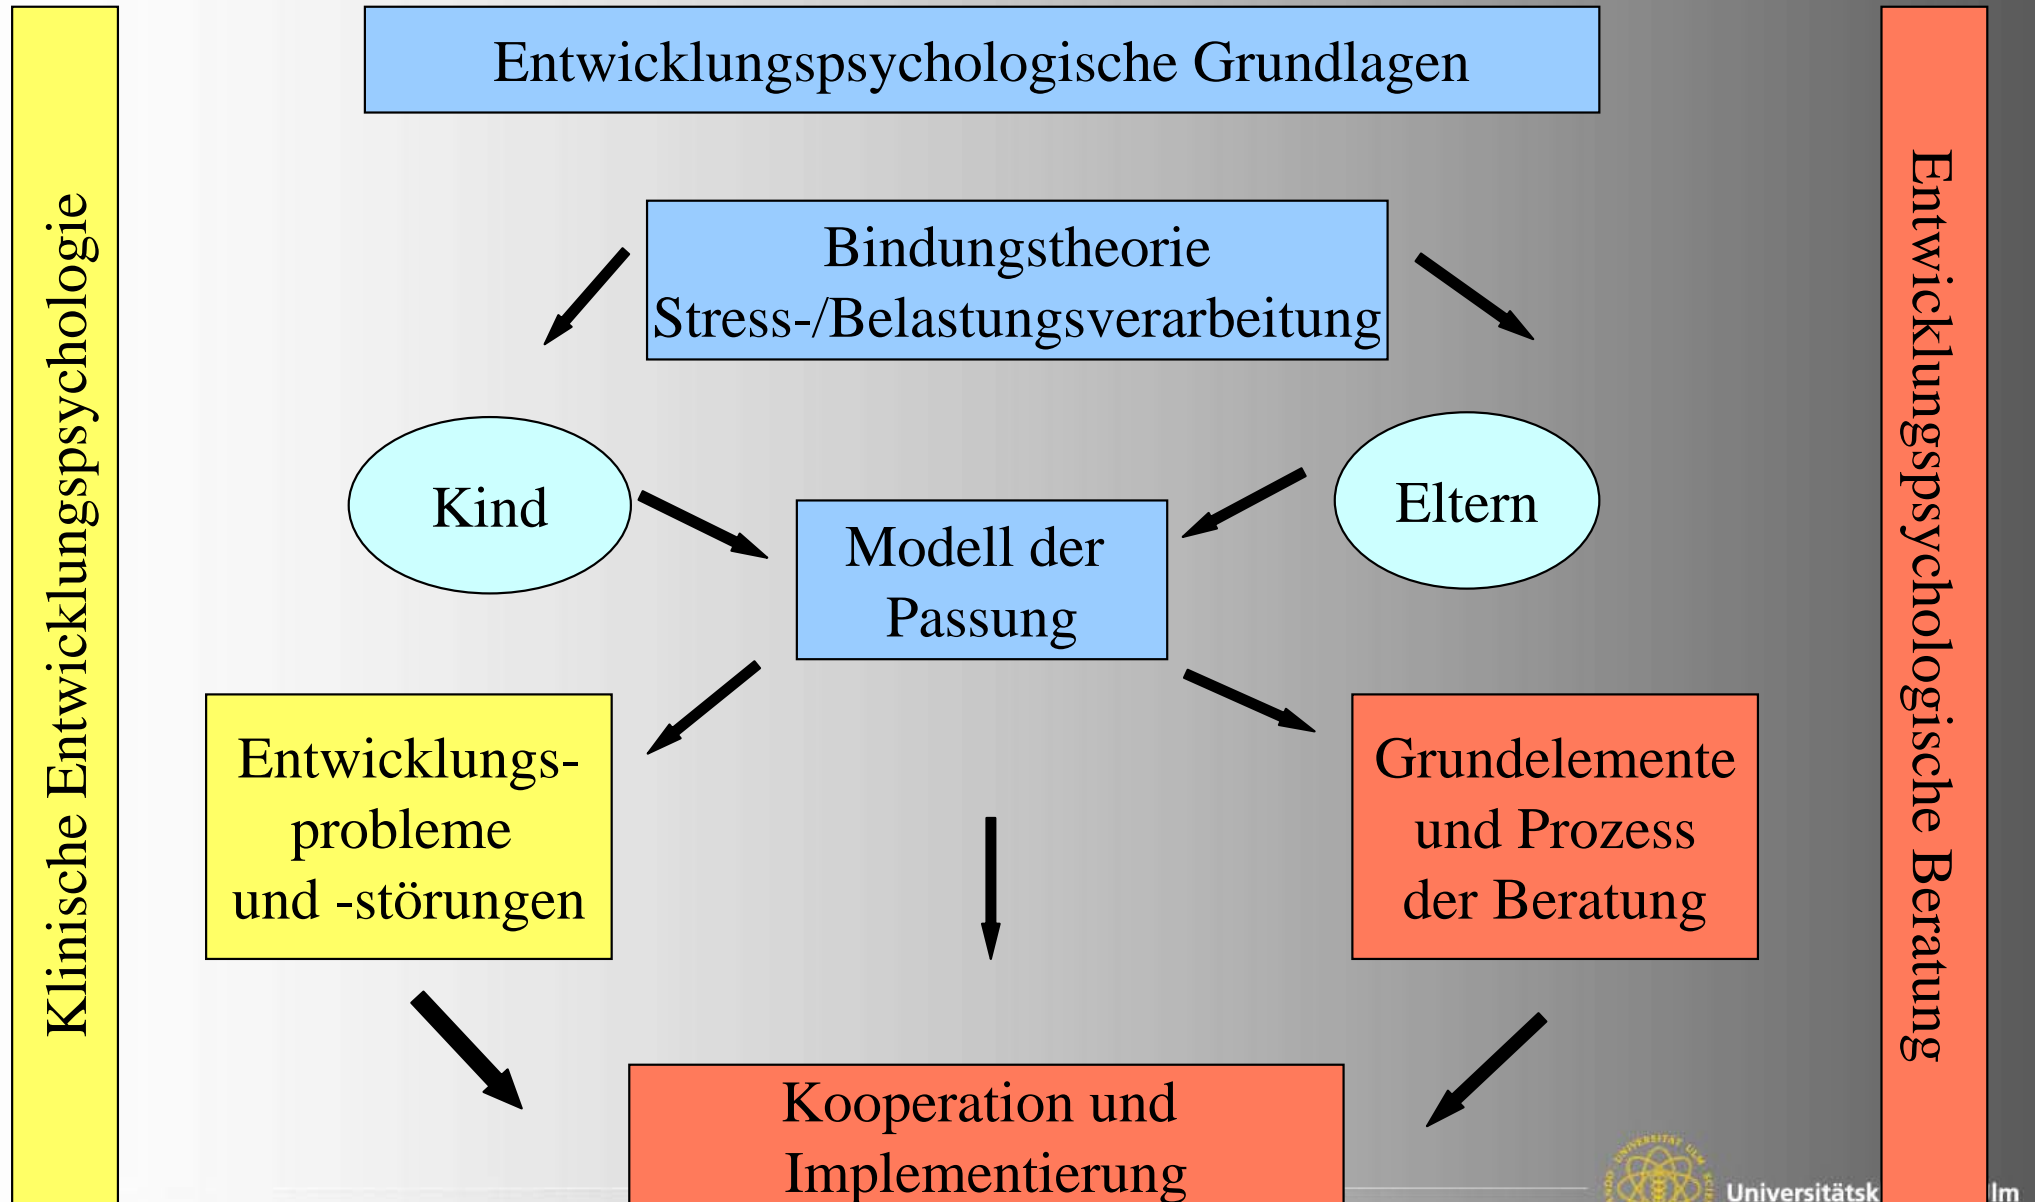 Entwicklungspsychologische Grundlagen
Klinische Entwicklungspsychologie
Entwicklungspsychologische Beratung
Bindungstheorie
Stress-/Belastungsverarbeitung
Kind
Eltern
Modell der
Passung
Entwicklungs-
probleme
und -störungen
Grundelemente
und Prozess
der Beratung
Kooperation und
Implementierung